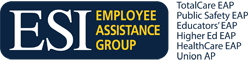 ESI EMPLOYEE
ASSISTANCE
GROUP
TotalCare EAP
Public Safety EAP
Educators' EAP
Higher Ed EAP
HealthCare EAP
Union AP